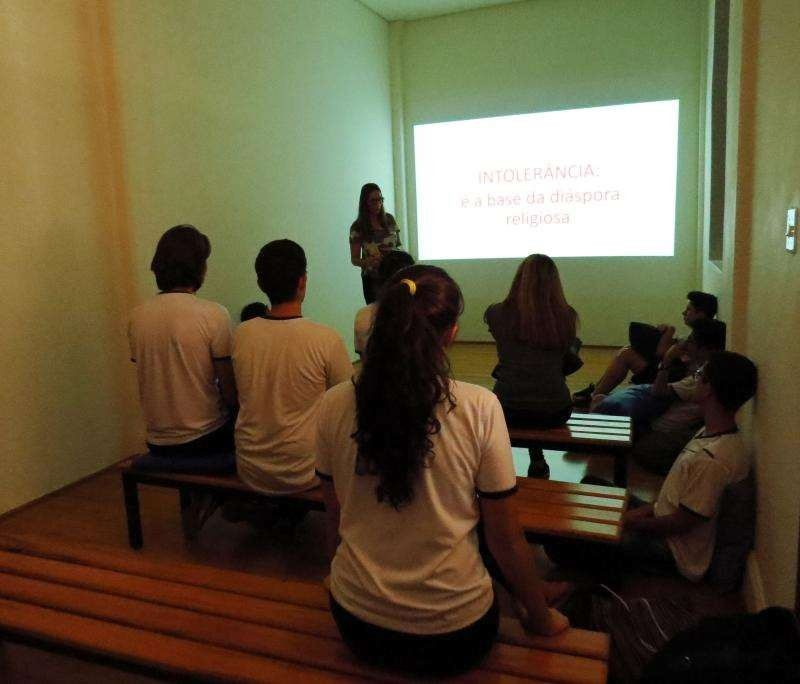 INTOLERÂNCIA:
é a base da diáspora
religiosa